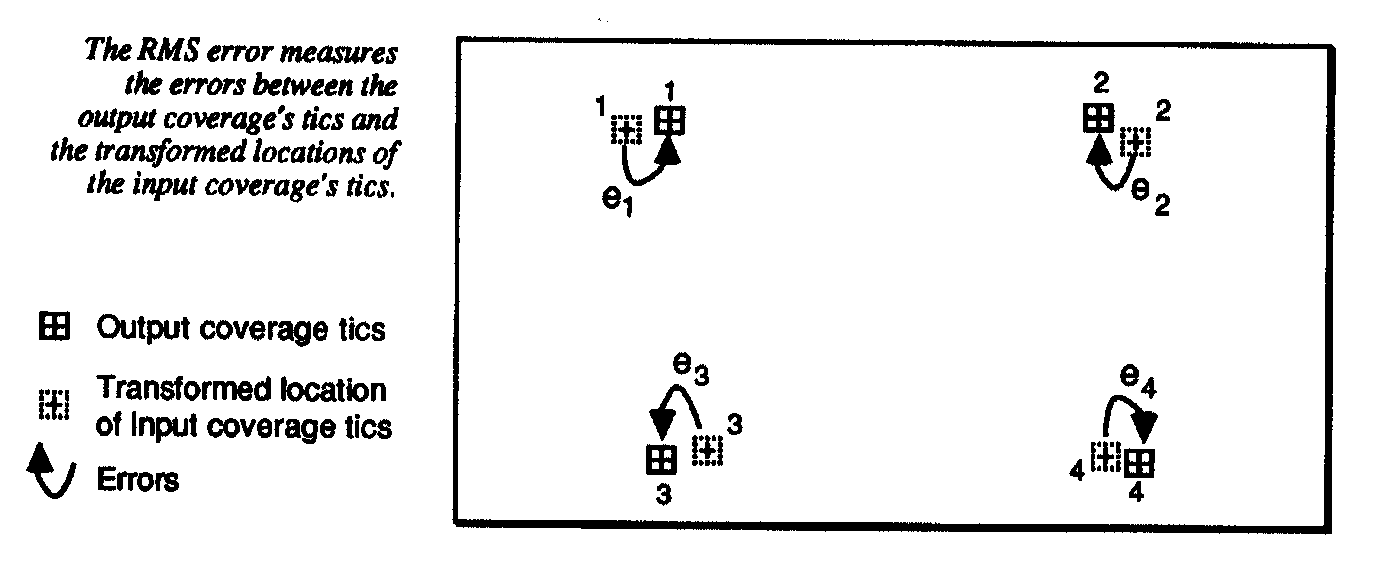 The RMS error measures
the errors between the
output coverage's tics and
the transformed locations of
the input coverage's tics.
Output coverage tics
Transformed location
of Input coverage tics
Errors
1
1
e1
2
2
e2
e3
3
3
e4
4
4